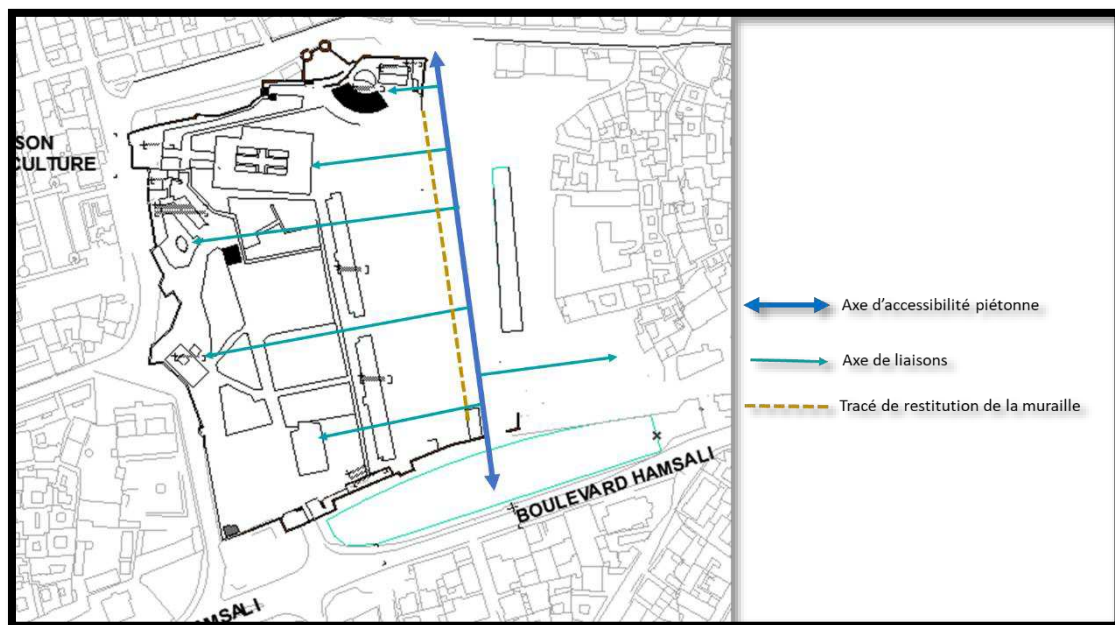 SON
CULTURE
Axe d'accessibilité piétonne
Axe de liaisons
Tracé de restitution de la muraille
BOULEVARD HAMSALI
HAMSALI